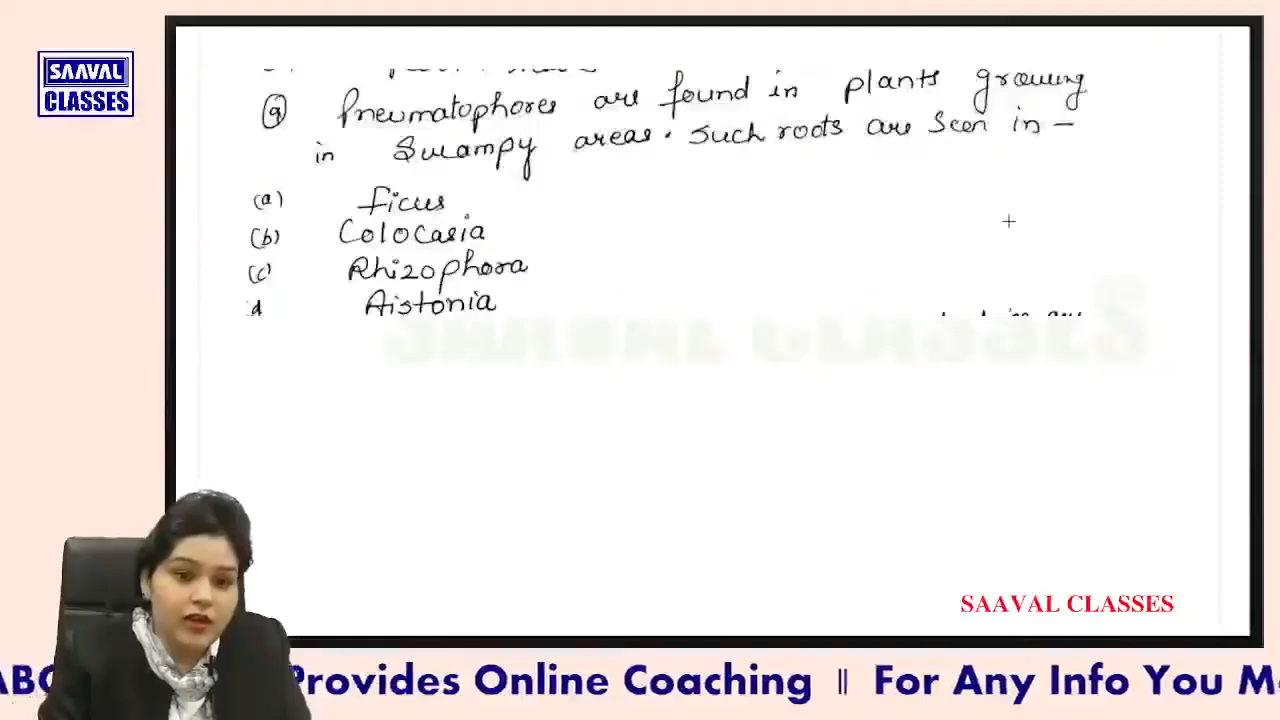 SAAVAL
CLASSES
(9) Pneumatophores are found in plants growing
in Swampy areas. Such roots are seen in -
(a) ficus
(b) Colocasia
(c) Rhizophora
d Aistonia
SAAVAL CLASSES
Provides Online Coaching || For Any Info You M